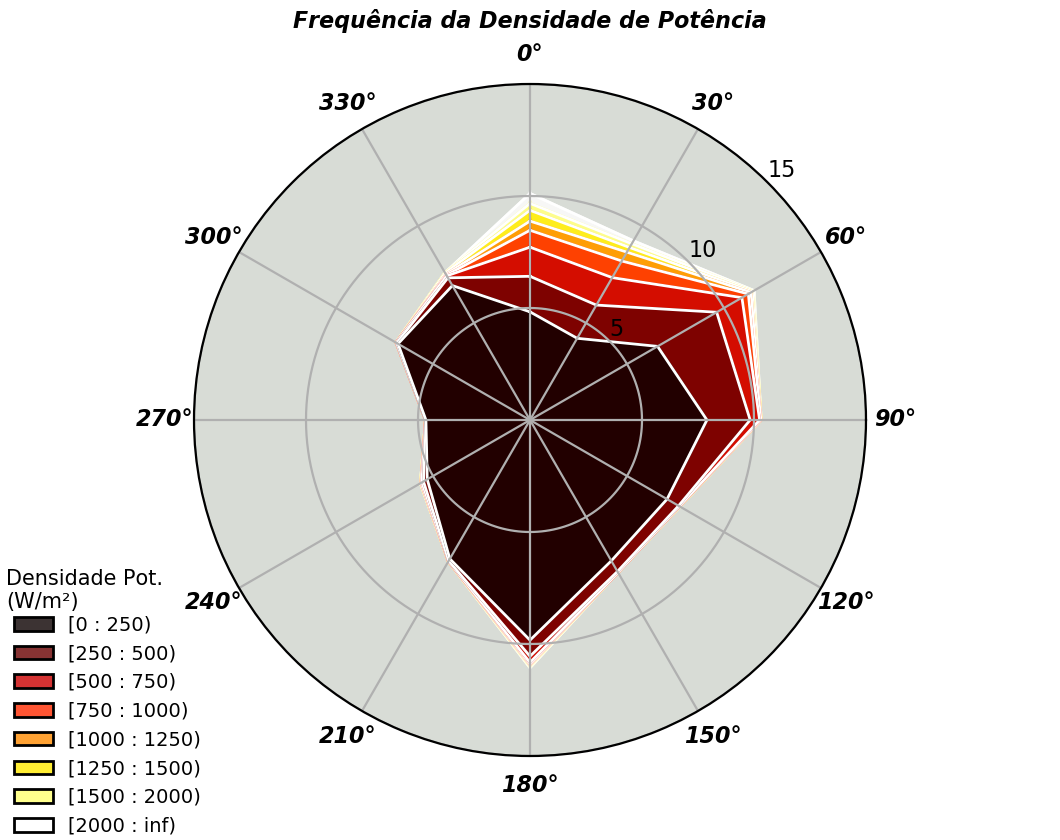 Frequência da Densidade de Potência
0°
330°
30°
15
300°
60°
10
5
270°
90°
240°
120°
210°
150°
180°
Densidade Pot.
(W/m²)
[0 : 250)
[250 : 500)
[500 : 750)
[750 : 1000)
[1000 : 1250)
[1250 : 1500)
[1500 : 2000)
[2000 : inf)